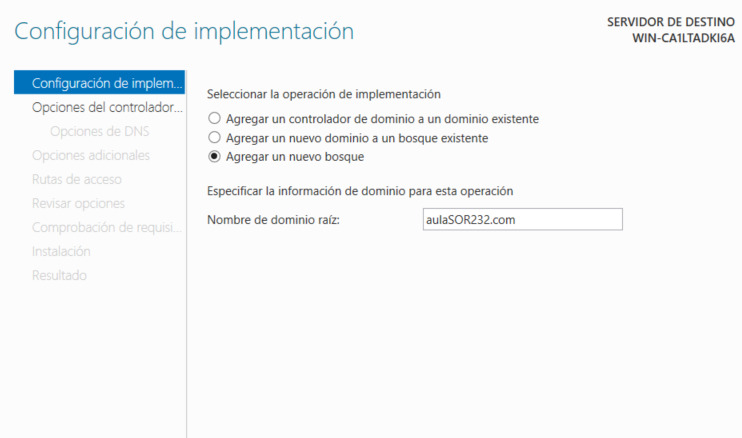 Configuración de implementación
SERVIDOR DE DESTINO
WIN-CA1LTADKI6A
Configuración de implem...
Opciones del controlador...
Opciones de DNS
Opciones adicionales
Rutas de acceso
Revisar opciones
Comprobación de requisi...
Instalación
Resultado
Seleccionar la operación de implementación
Agregar un controlador de dominio a un dominio existente
Agregar un nuevo dominio a un bosque existente
Agregar un nuevo bosque
Especificar la información de dominio para esta operación
Nombre de dominio raíz: aulaSOR232.com